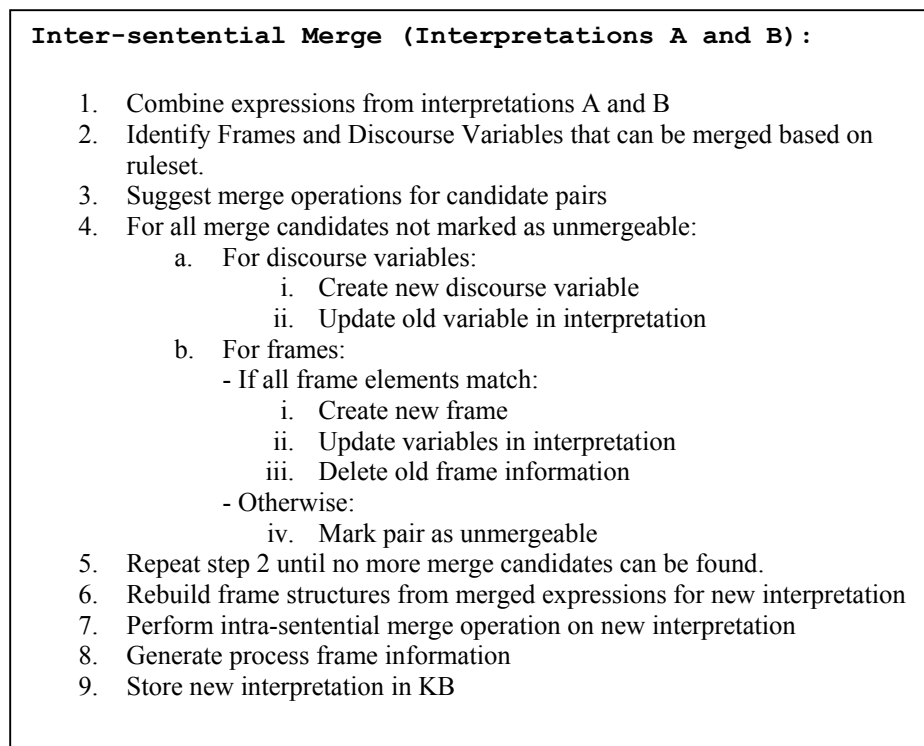 Inter-sentential Merge (Interpretations A and B):
1. Combine expressions from interpretations A and B
2. Identify Frames and Discourse Variables that can be merged based on
ruleset.
3. Suggest merge operations for candidate pairs
4. For all merge candidates not marked as unmergeable:
a. For discourse variables:
i. Create new discourse variable
ii. Update old variable in interpretation
b. For frames:
- If all frame elements match:
i. Create new frame
ii. Update variables in interpretation
iii. Delete old frame information
- Otherwise:
iv. Mark pair as unmergeable
5. Repeat step 2 until no more merge candidates can be found.
6. Rebuild frame structures from merged expressions for new interpretation
7. Perform intra-sentential merge operation on new interpretation
8. Generate process frame information
9. Store new interpretation in KB